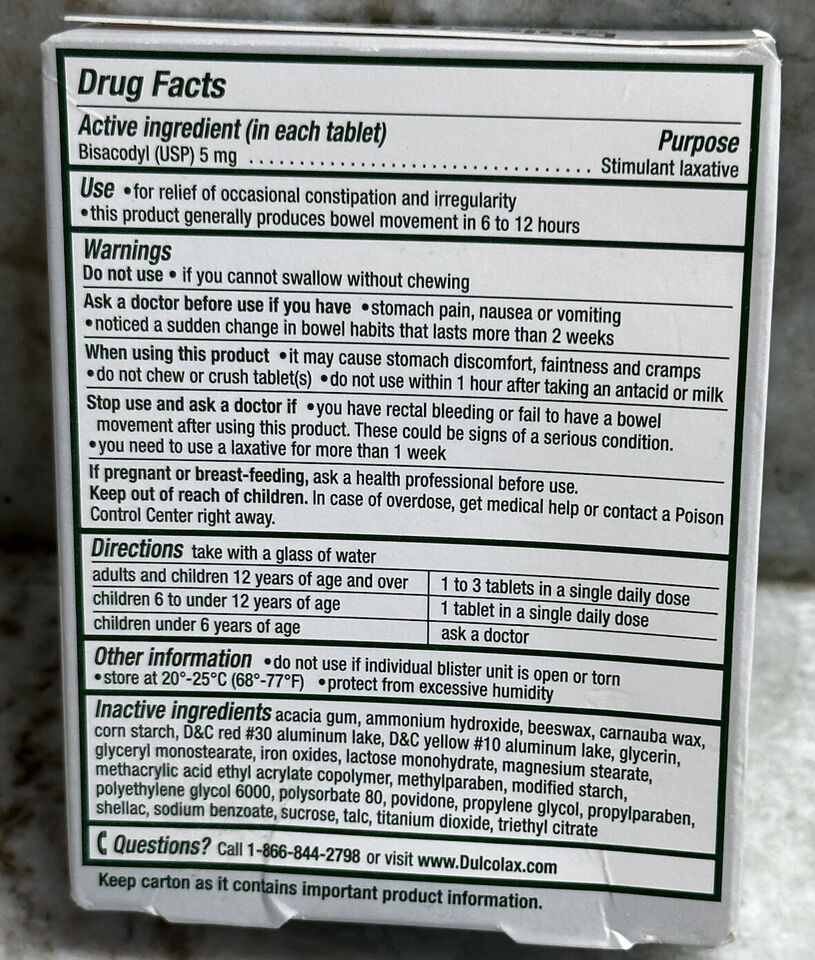 Drug Facts
Active ingredient (in each tablet) Purpose
Bisacodyl (USP) 5 mg ................................. Stimulant laxative
Use •for relief of occasional constipation and irregularity
•this product generally produces bowel movement in 6 to 12 hours
Warnings
Do not use • if you cannot swallow without chewing
Ask a doctor before use if you have •stomach pain, nausea or vomiting
•noticed a sudden change in bowel habits that lasts more than 2 weeks
When using this product •it may cause stomach discomfort, faintness and cramps
•do not chew or crush tablet(s) •do not use within 1 hour after taking an antacid or milk
Stop use and ask a doctor if •you have rectal bleeding or fail to have a bowel
movement after using this product. These could be signs of a serious condition.
•you need to use a laxative for more than 1 week
If pregnant or breast-feeding, ask a health professional before use.
Keep out of reach of children. In case of overdose, get medical help or contact a Poison
Control Center right away.
Directions take with a glass of water
adults and children 12 years of age and over 1 to 3 tablets in a single daily dose
children 6 to under 12 years of age 1 tablet in a single daily dose
children under 6 years of age ask a doctor
Other information •do not use if individual blister unit is open or torn
•store at 20°-25°C (68°-77°F) •protect from excessive humidity
Inactive ingredients acacia gum, ammonium hydroxide, beeswax, carnauba wax,
corn starch, D&C red #30 aluminum lake, D&C yellow #10 aluminum lake, glycerin,
glyceryl monostearate, iron oxides, lactose monohydrate, magnesium stearate,
methacrylic acid ethyl acrylate copolymer, methylparaben, modified starch,
polyethylene glycol 6000, polysorbate 80, povidone, propylene glycol, propylparaben,
shellac, sodium benzoate, sucrose, talc, titanium dioxide, triethyl citrate
Questions? Call 1-866-844-2798 or visit www.Dulcolax.com
Keep carton as it contains important product information.